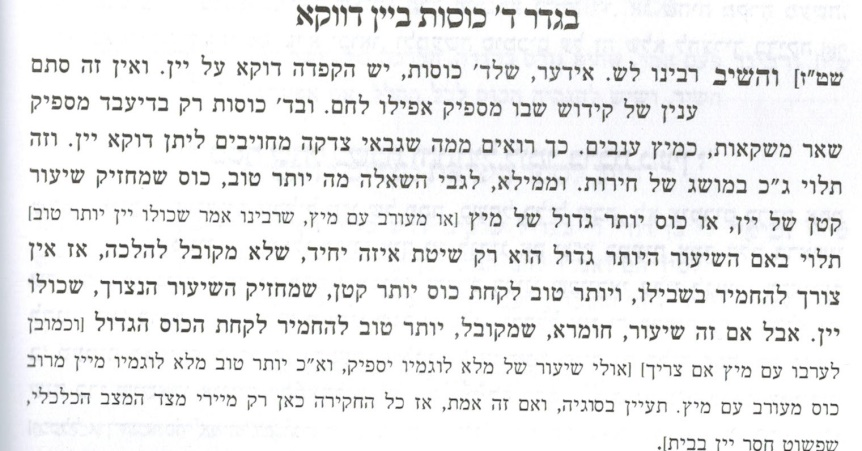 בגדר ד' כוסות ביין דווקא
שט"ז] והשיב רבינו לש. אידער, שלד' כוסות, יש הקפדה דוקא על יין. ואין זה סתם
ענין של קידוש שבו מספיק אפילו לחם. ובד' כוסות רק בדיעבד מספיק
שאר משקאות, כמיץ ענבים. כך רואים ממה שגבאי צדקה מחויבים ליתן דוקא יין. וזה
תלוי ג"כ במושג של חירות. וממילא, לגבי השאלה מה יותר טוב, כוס שמחזיק שיעור
קטן של יין, או כוס יותר גדול של מיץ [או מעורב עם מיץ, שרבינו אמר שכולו יין יותר טוב]
תלוי באם השיעור היותר גדול הוא רק שיטת איזה יחיד, שלא מקובל להלכה, אז אין
צורך להחמיר בשבילו, ויותר טוב לקחת כוס יותר קטן, שמחזיק השיעור הנצרך, שכולו
יין. אבל אם זה שיעור, חומרא, שמקובל, יותר טוב להחמיר לקחת הכוס הגדול [וכמובן
לערבו עם מיץ אם צריך] [אולי שיעור של מלא לוגמיו יספיק, וא"כ יותר טוב מלא לוגמיו מיין מרוב
כוס מעורב עם מיץ. תעיין בסוגיה, ואם זה אמת, אז כל החקירה כאן רק מיירי מצד המצב הכלכלי,
שפשוט חסר יין בבית].